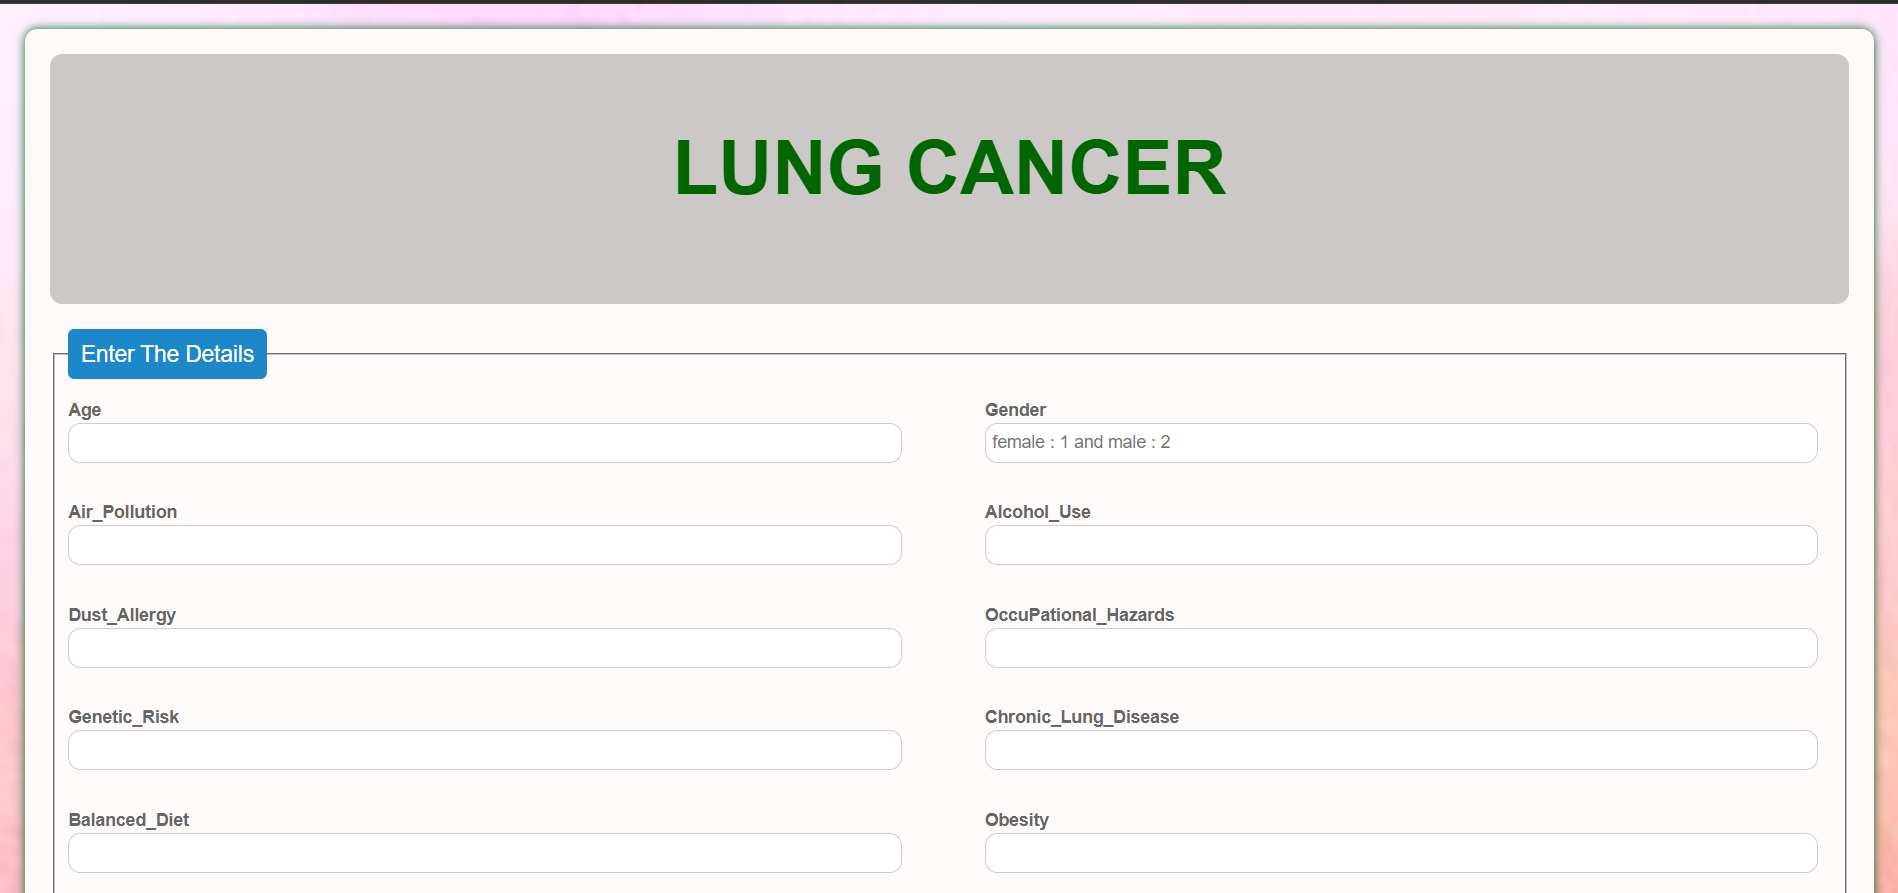 LUNG CANCER
Enter The Details
Age
Gender
female : 1 and male : 2
Air_Pollution
Alcohol_Use
Dust_Allergy
OccuPational_Hazards
Genetic_Risk
Chronic_Lung_Disease
Balanced_Diet
Obesity